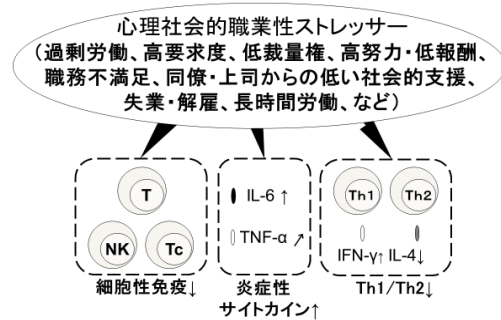 心理社会的職業性ストレッサー
（過剰労働、高要求度、低裁量権、高努力・低報酬、
職務不満足、同僚・上司からの低い社会的支援、
失業・解雇、長時間労働、など）
T
NK
Tc
細胞性免疫↓
IL-6 ↑
TNF-α ↗
炎症性
サイトカイン↑
Th1 Th2
IFN-γ↑ IL-4↓
Th1/Th2↓